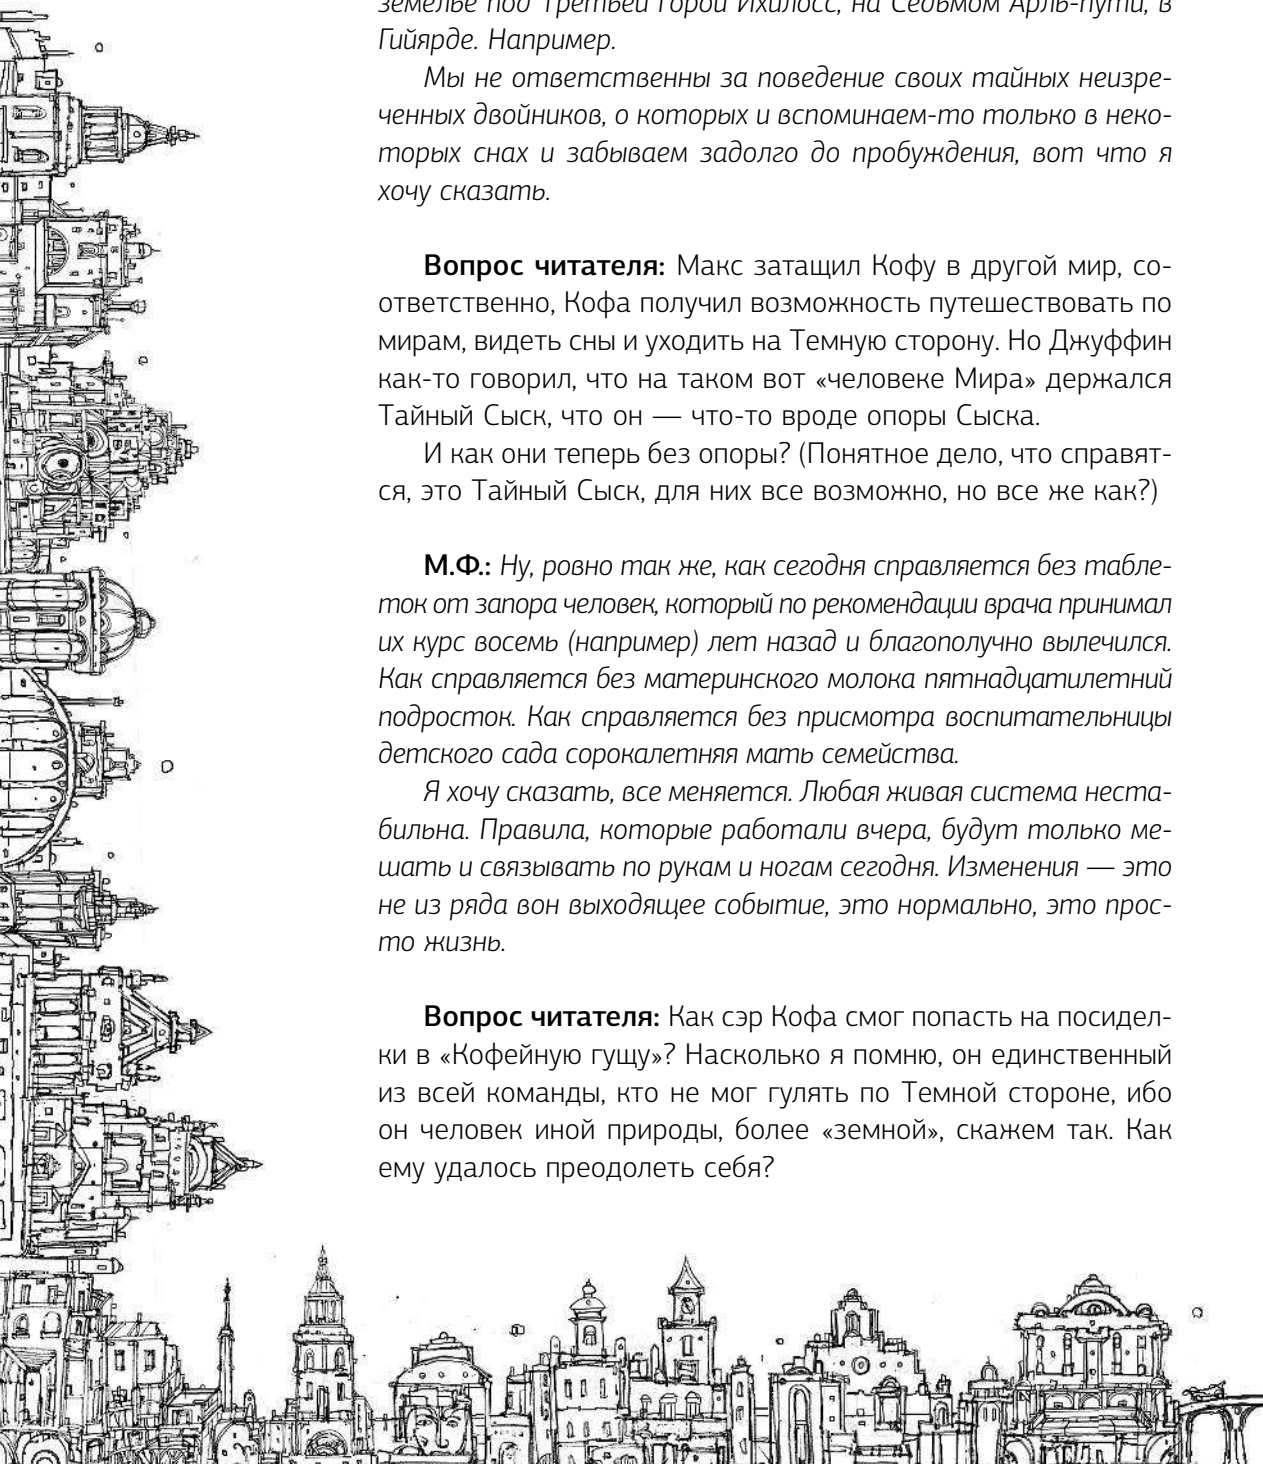 земелье под Третьей Горой Ихилосс, на Седьмом Арль-пути, в
Гийярде. Например.
Мы не ответственны за поведение своих тайных неизре-
ченных двойников, о которых и вспоминаем-то только в неко-
торых снах и забываем задолго до пробуждения, вот что я
хочу сказать.
Вопрос читателя: Макс затащил Кофу в другой мир, со-
ответственно, Кофа получил возможность путешествовать по
мирам, видеть сны и уходить на Темную сторону. Но Джуффин
как-то говорил, что на таком вот «человеке Мира» держался
Тайный Сыск, что он — что-то вроде опоры Сыска.
И как они теперь без опоры? (Понятное дело, что справят-
ся, это Тайный Сыск, для них все возможно, но все же как?)
М.Ф.: Ну, ровно так же, как сегодня справляется без табле-
ток от запора человек, который по рекомендации врача принимал
их курс восемь (например) лет назад и благополучно вылечился.
Как справляется без материнского молока пятнадцатилетний
подросток. Как справляется без присмотра воспитательницы
детского сада сорокалетняя мать семейства.
Я хочу сказать, все меняется. Любая живая система неста-
бильна. Правила, которые работали вчера, будут только ме-
шать и связывать по рукам и ногам сегодня. Изменения — это
не из ряда вон выходящее событие, это нормально, это прос-
то жизнь.
Вопрос читателя: Как сэр Кофа смог попасть на посидел-
ки в «Кофейную гущу»? Насколько я помню, он единственный
из всей команды, кто не мог гулять по Темной стороне, ибо
он человек иной природы, более «земной», скажем так. Как
ему удалось преодолеть себя?